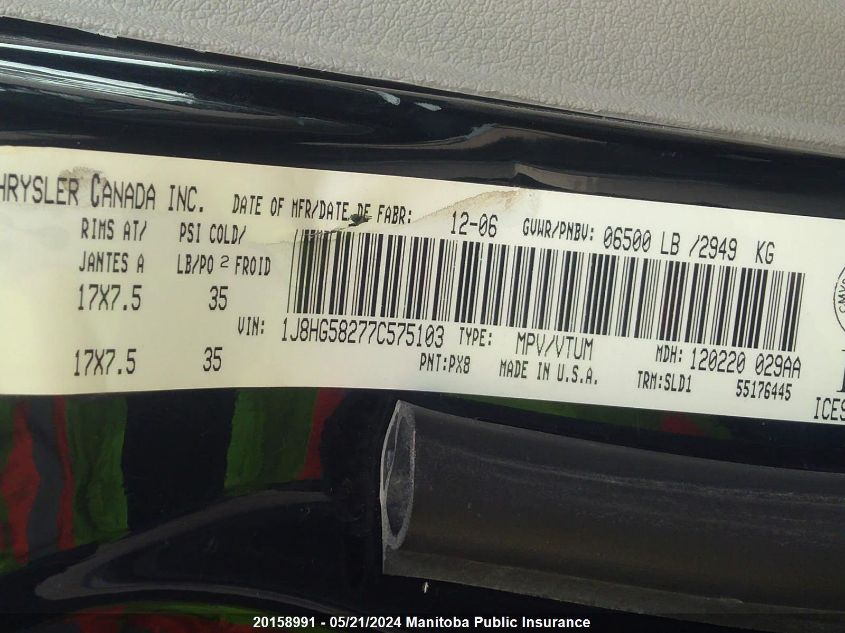 HRYSLER CANADA INC. DATE OF MFR/DATE DE FABR: 12-06 GVWR/PNBV: 06500 LB /2949 KG
RIMS AT/ PSI COLD/
JANTES A LB/PO 2 FROID
17X7.5 35
VIN: 1J8HG58277C575103 TYPE: MPV/VTUM MDH: 120220 029AA
17X7.5 35 PNT:PX8 MADE IN U.S.A. TRM:SLD1 55176445
ICES
20158991 - 05/21/2024 Manitoba Public Insurance